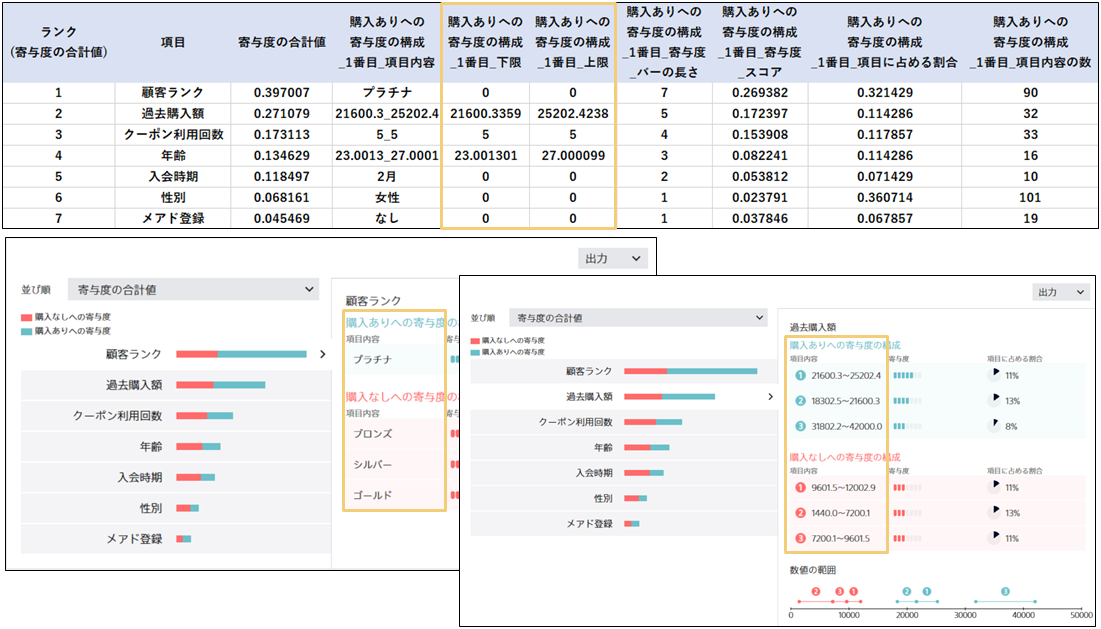 ランク
(寄与度の合計値)
項目
寄与度の合計値
購入ありへの
寄与度の構成
_1番目_項目内容
購入ありへの
寄与度の構成
_1番目_下限
購入ありへの
寄与度の構成
_1番目_上限
購入ありへの
寄与度の構成
_1番目_寄与度
_バーの長さ
購入ありへの
寄与度の構成
_1番目_寄与度
_スコア
購入ありへの
寄与度の構成
_1番目_項目に占める割合
購入ありへの
寄与度の構成
_1番目_項目内容の数
1 顧客ランク 0.397007 プラチナ 0 0 7 0.269382 0.321429 90
2 過去購入額 0.271079 21600.3_25202.4 21600.3359 25202.4238 5 0.172397 0.114286 32
3 クーポン利用回数 0.173113 5_5 5 5 4 0.153908 0.117857 33
4 年齢 0.134629 23.0013_27.0001 23.001301 27.000099 3 0.082241 0.114286 16
5 入会時期 0.118497 2月 0 0 2 0.053812 0.071429 10
6 性別 0.068161 女性 0 0 1 0.023791 0.360714 101
7 メアド登録 0.045469 なし 0 0 1 0.037846 0.067857 19
出力
並び順 寄与度の合計値
購入なしへの寄与度
購入ありへの寄与度
顧客ランク
過去購入額
クーポン利用回数
年齢
入会時期
性別
メアド登録
顧客ランク
購入ありへの寄与度の
項目内容
プラチナ
購入なしへの寄与度の
項目内容
ブロンズ
シルバー
ゴールド
出力
並び順 寄与度の合計値
購入なしへの寄与度
購入ありへの寄与度
顧客ランク
過去購入額
クーポン利用回数
年齢
入会時期
性別
メアド登録
過去購入額
購入ありへの寄与度の構成
項目内容 寄与度 項目に占める割合
1 21600.3～25202.4 11%
2 18302.5～21600.3 13%
3 31802.2～42000.0 8%
購入なしへの寄与度の構成
項目内容 寄与度 項目に占める割合
1 9601.5～12002.9 11%
2 1440.0～7200.1 13%
3 7200.1～9601.5 11%
数値の範囲
2 3 1 2 1 3
0 10000 20000 30000 40000 50000